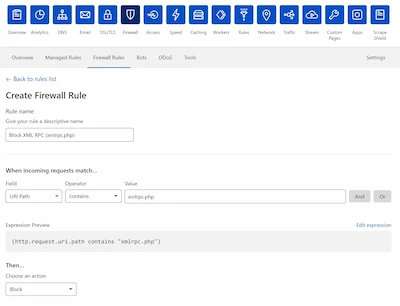 Overview Analytics DNS Email SSL/TLS Firewall Access Speed Caching Workers Rules Network Traffic Stream Custom Pages Apps Scrape Shield
Overview Managed Rules Firewall Rules Bots DDoS Tools Settings
← Back to rules list
Create Firewall Rule
Rule name
Give your rule a descriptive name
Block XML RPC (xmlrpc.php)
When incoming requests match...
Field Operator Value
URI Path contains xmlrpc.php And Or
Expression Preview Edit expression
(http.request.uri.path contains "xmlrpc.php")
Then...
Choose an action
Block